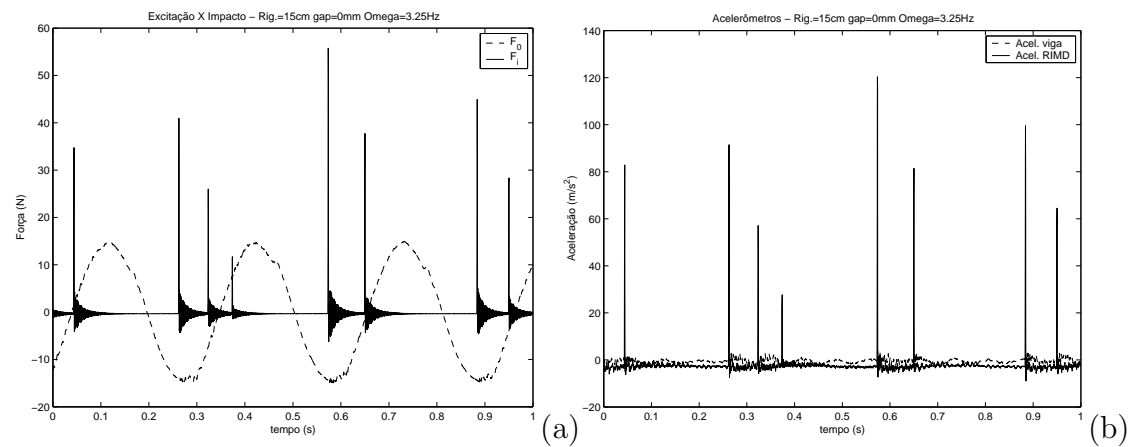 Excitação X Impacto − Rig.=15cm gap=0mm Omega=3.25Hz
60
50
40
30
20
10
0
−10
−20
Força (N)
F0
Fi
0 0.1 0.2 0.3 0.4 0.5 0.6 0.7 0.8 0.9 1
tempo (s)
(a)
Acelerômetros − Rig.=15cm gap=0mm Omega=3.25Hz
140
120
100
80
60
40
20
0
−20
Aceleração (m/s²)
Acel. viga
Acel. RIMD
0 0.1 0.2 0.3 0.4 0.5 0.6 0.7 0.8 0.9 1
tempo (s)
(b)